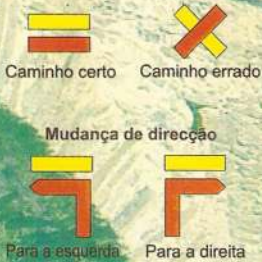 Caminho certo Caminho errado
Mudança de direcção
Para a esquerda Para a direita